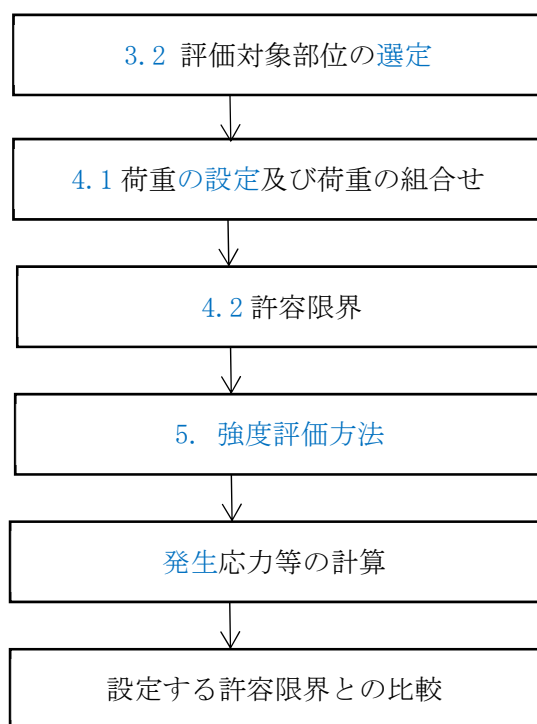 3.2 評価対象部位の選定
4.1 荷重の設定及び荷重の組合せ
4.2 許容限界
5. 強度評価方法
発生応力等の計算
設定する許容限界との比較